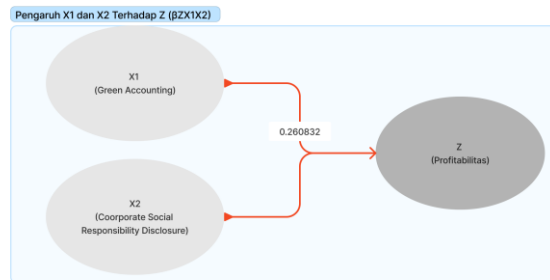 Pengaruh X1 dan X2 Terhadap Z (βZX1X2)
X1
(Green Accounting)
0.260832
Z
(Profitabilitas)
X2
(Coorporate Social
Responsibility Disclosure)